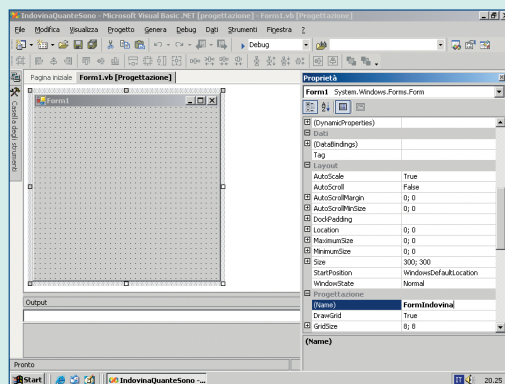 IndovinaQuanteSono - Microsoft Visual Basic .NET [progettazione] - Form1.vb [Progettazione]
File Modifica Visualizza Progetto Genera Debug Dati Strumenti Finestra ?
Debug
Pagina iniziale Form1.vb [Progettazione]
Casella degli strumenti
Form1
Output
Proprietà
Form1 System.Windows.Forms.Form
(DynamicProperties)
Dati
(DataBindings)
Tag
Layout
AutoScale True
AutoScroll False
AutoScrollMargin 0; 0
AutoScrollMinSize 0; 0
DockPadding
Location 0; 0
MaximumSize 0; 0
MinimumSize 0; 0
Size 300; 300
StartPosition WindowsDefaultLocation
WindowState Normal
Progettazione
(Name) FormIndovina
DrawGrid True
GridSize 8; 8
(Name)
Pronto
Start IndovinaQuanteSono -... IT 20.25